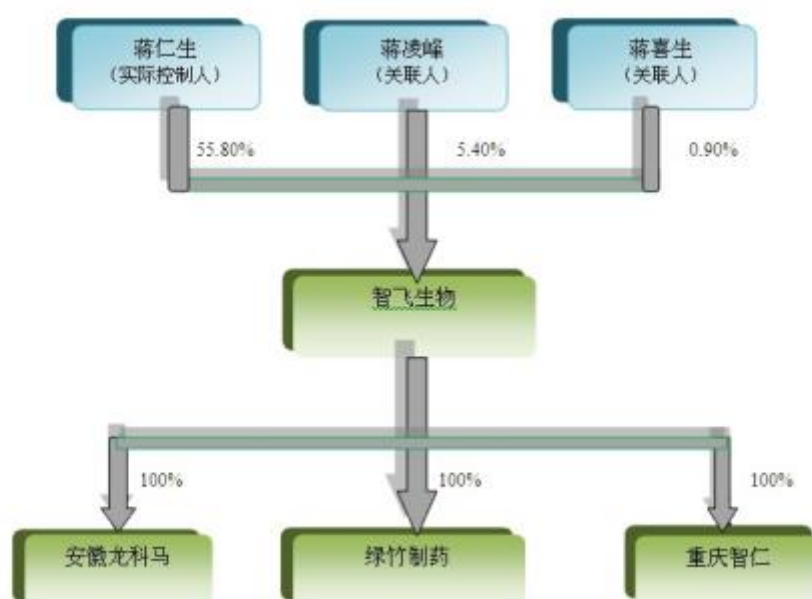 蒋仁生
（实际控制人）
蒋凌峰
（关联人）
蒋喜生
（关联人）
55.80%
5.40%
0.90%
智飞生物
100%
100%
100%
安徽龙科马
绿竹制药
重庆智仁